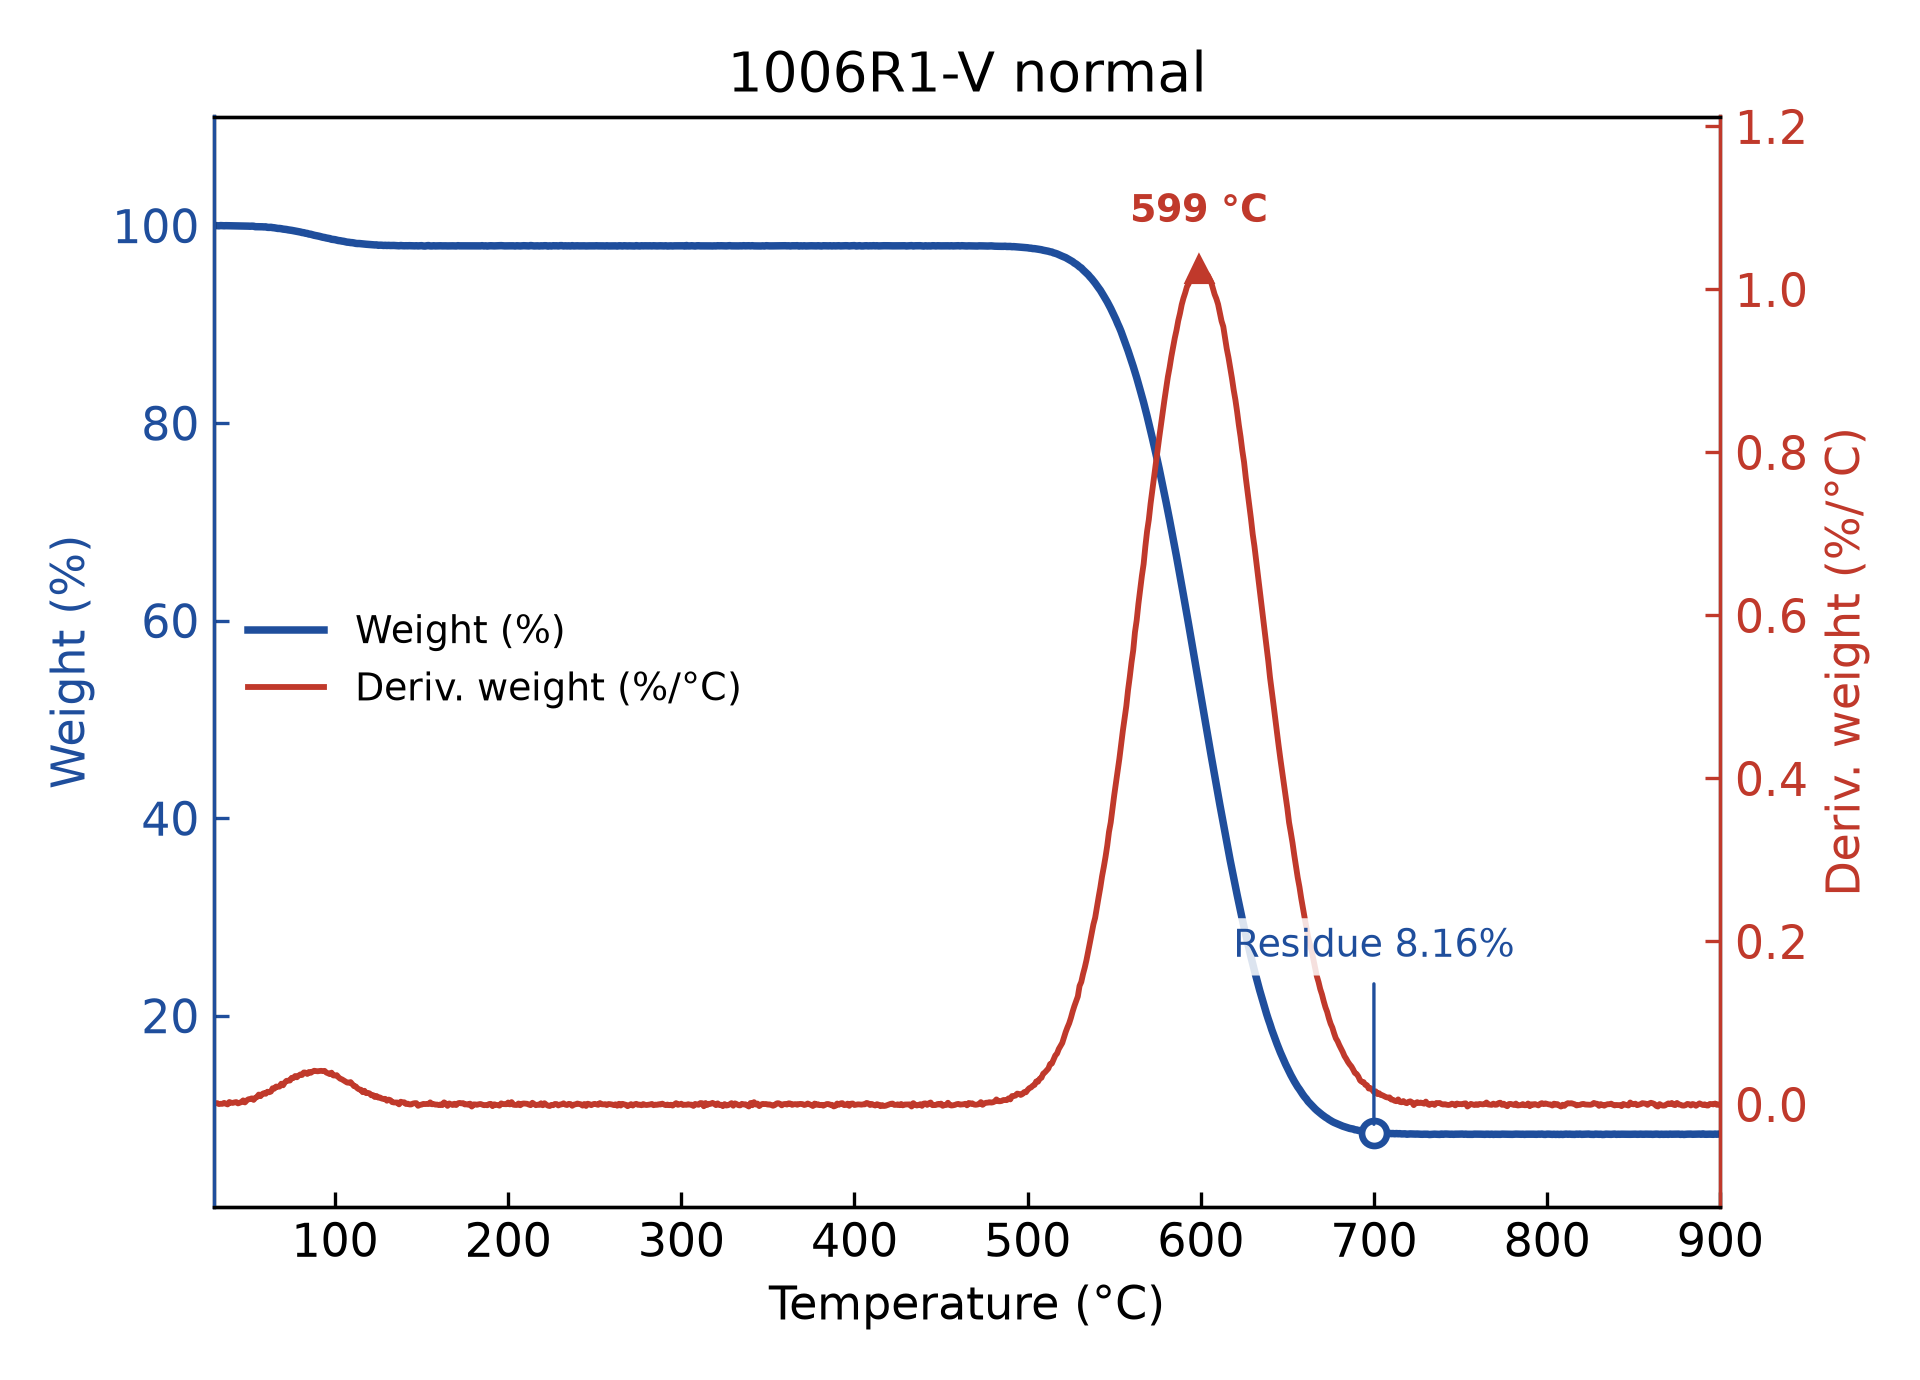 1006R1-V normal
599 °C
Weight (%)
Deriv. weight (%/°C)
Residue 8.16%
100
80
60
40
20
Weight (%)
1.2
1.0
0.8
0.6
0.4
0.2
0.0
Deriv. weight (%/°C)
100 200 300 400 500 600 700 800 900
Temperature (°C)